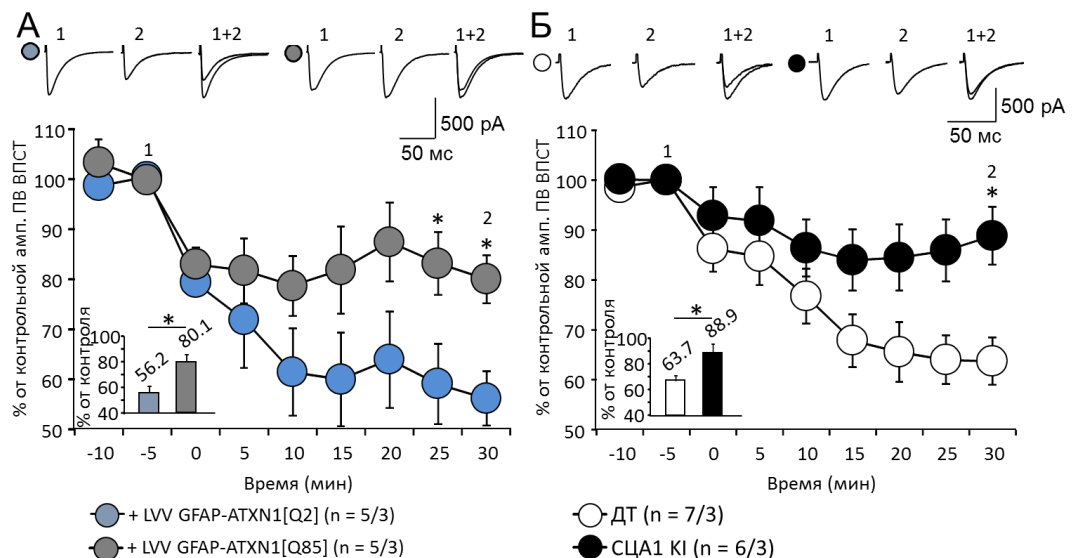 А
1 2 1+2 1 2 1+2
500 pA
50 мс
% от контрольной амп. ПВ ВПСТ
110
100
90
80
70
60
50
1
*
2
*
% от контроля
100
80
60
40
56.2
*
80.1
-10 -5 0 5 10 15 20 25 30
Время (мин)
+ LVV GFAP-ATXN1[Q2] (n = 5/3)
+ LVV GFAP-ATXN1[Q85] (n = 5/3)
Б
1 2 1+2 1 2 1+2
500 pA
50 мс
% от контрольной амп. ПВ ВПСТ
110
100
90
80
70
60
50
1
2
*
% от контроля
100
80
60
40
63.7
*
88.9
-10 -5 0 5 10 15 20 25 30
Время (мин)
ДТ (n = 7/3)
СЦА1 KI (n = 6/3)